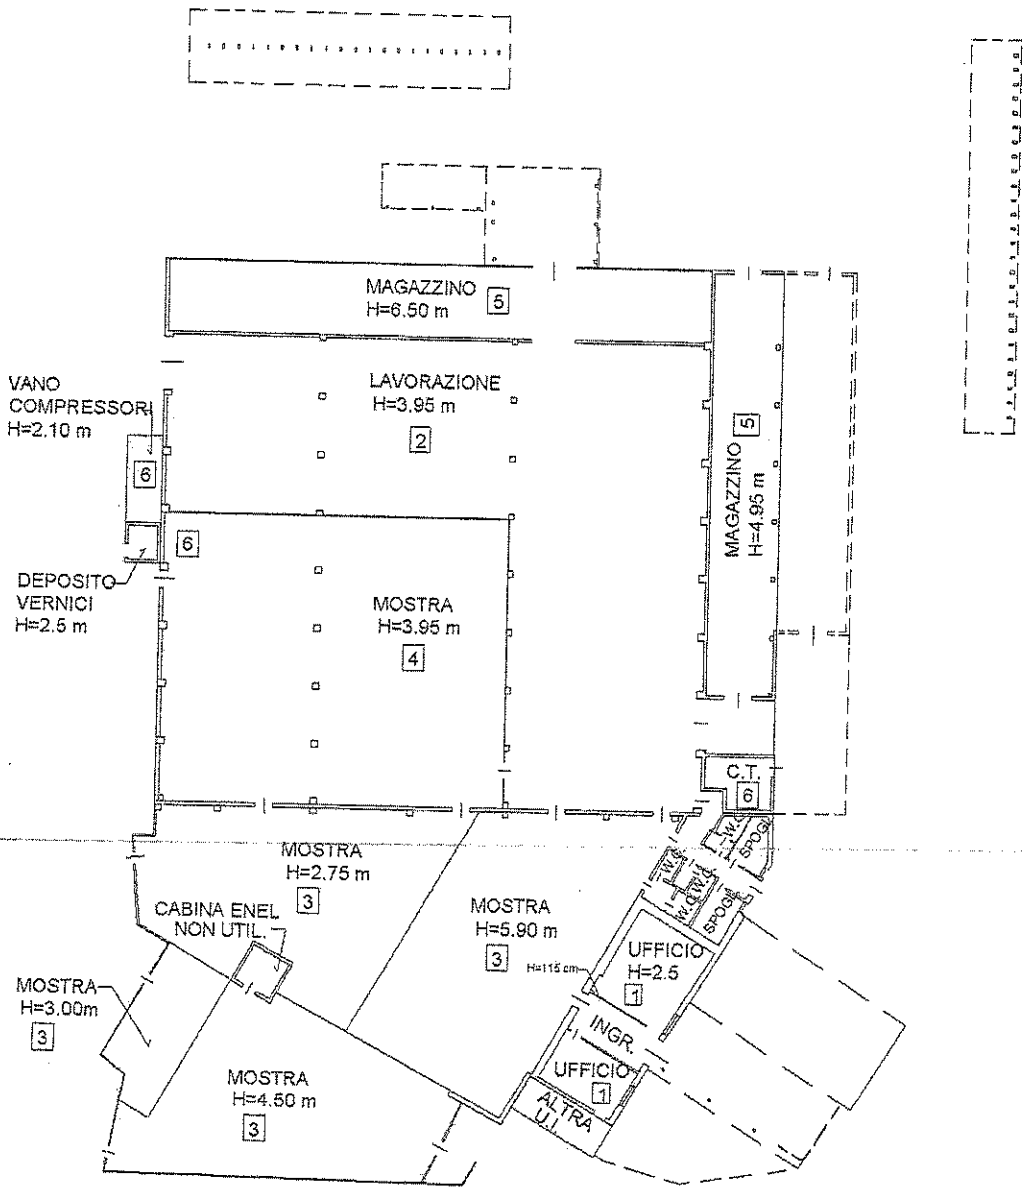 MAGAZZINO
H=6.50 m
5
VANO
COMPRESSORI
H=2.10 m
LAVORAZIONE
H=3.95 m
2
MAGAZZINO
H=4.95 m
5
6
6
DEPOSITO
VERNICI
H=2.5 m
MOSTRA
H=3.95 m
4
C.T.
6
W.C.
SPOGL.
MOSTRA
H=2.75 m
3
W.C.
W.C.
W.C.
SPOGL.
CABINA ENEL
NON UTIL.
MOSTRA
H=5.90 m
3
UFFICIO
H=2.5
1
H=115 cm
MOSTRA
H=3.00m
3
INGR.
UFFICIO
1
MOSTRA
H=4.50 m
3
ALTRA
U.I.